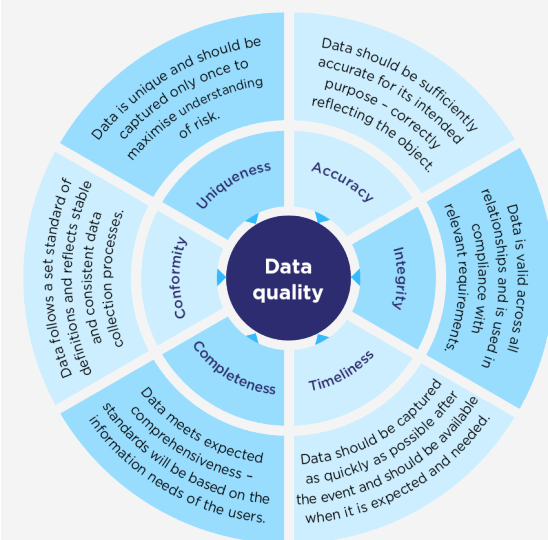 Data
quality
Accuracy
Data should be sufficiently
accurate for its intended
purpose – correctly
reflecting the object.
Integrity
Data is valid across all
relationships and is used in
compliance with
relevant requirements.
Timeliness
Data should be captured
as quickly as possible after
the event and should be available
when it is expected and needed.
Completeness
Data meets expected
comprehensiveness –
standards will be based on the
information needs of the users.
Conformity
Data follows a set standard of
definitions and reflects stable
and consistent data
collection processes.
Uniqueness
Data is unique and should be
captured only once to
maximise understanding
of risk.